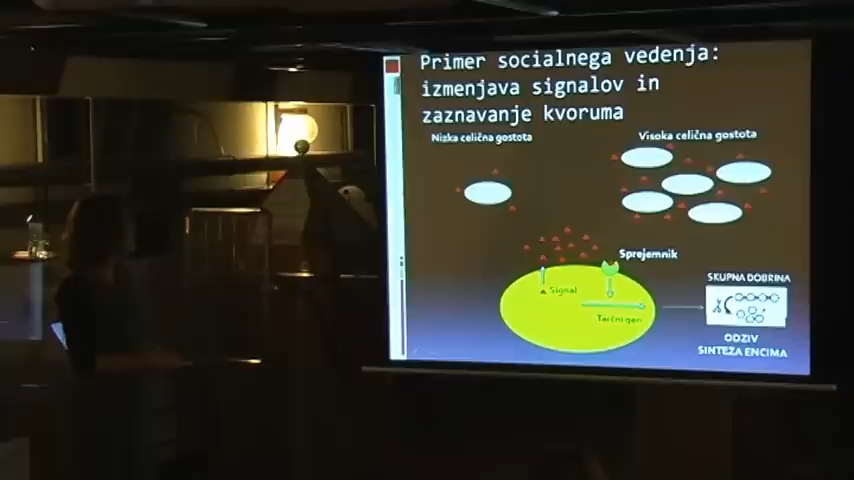 Primer socialnega vedenja:
izmenjava signalov in
zaznavanje kvoruma
Nizka celična gostota
Visoka celična gostota
Sprejemnik
Signal
Tarčni gen
SKUPNA DOBRINA
ODZIV
SINTEZA ENCIMA